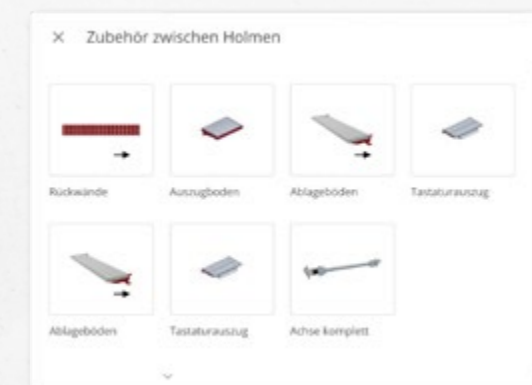 Zubehör zwischen Holmen
Rückwände
Auszugboden
Ablageböden
Tastaturauszug
Ablageböden
Tastaturauszug
Achse komplett